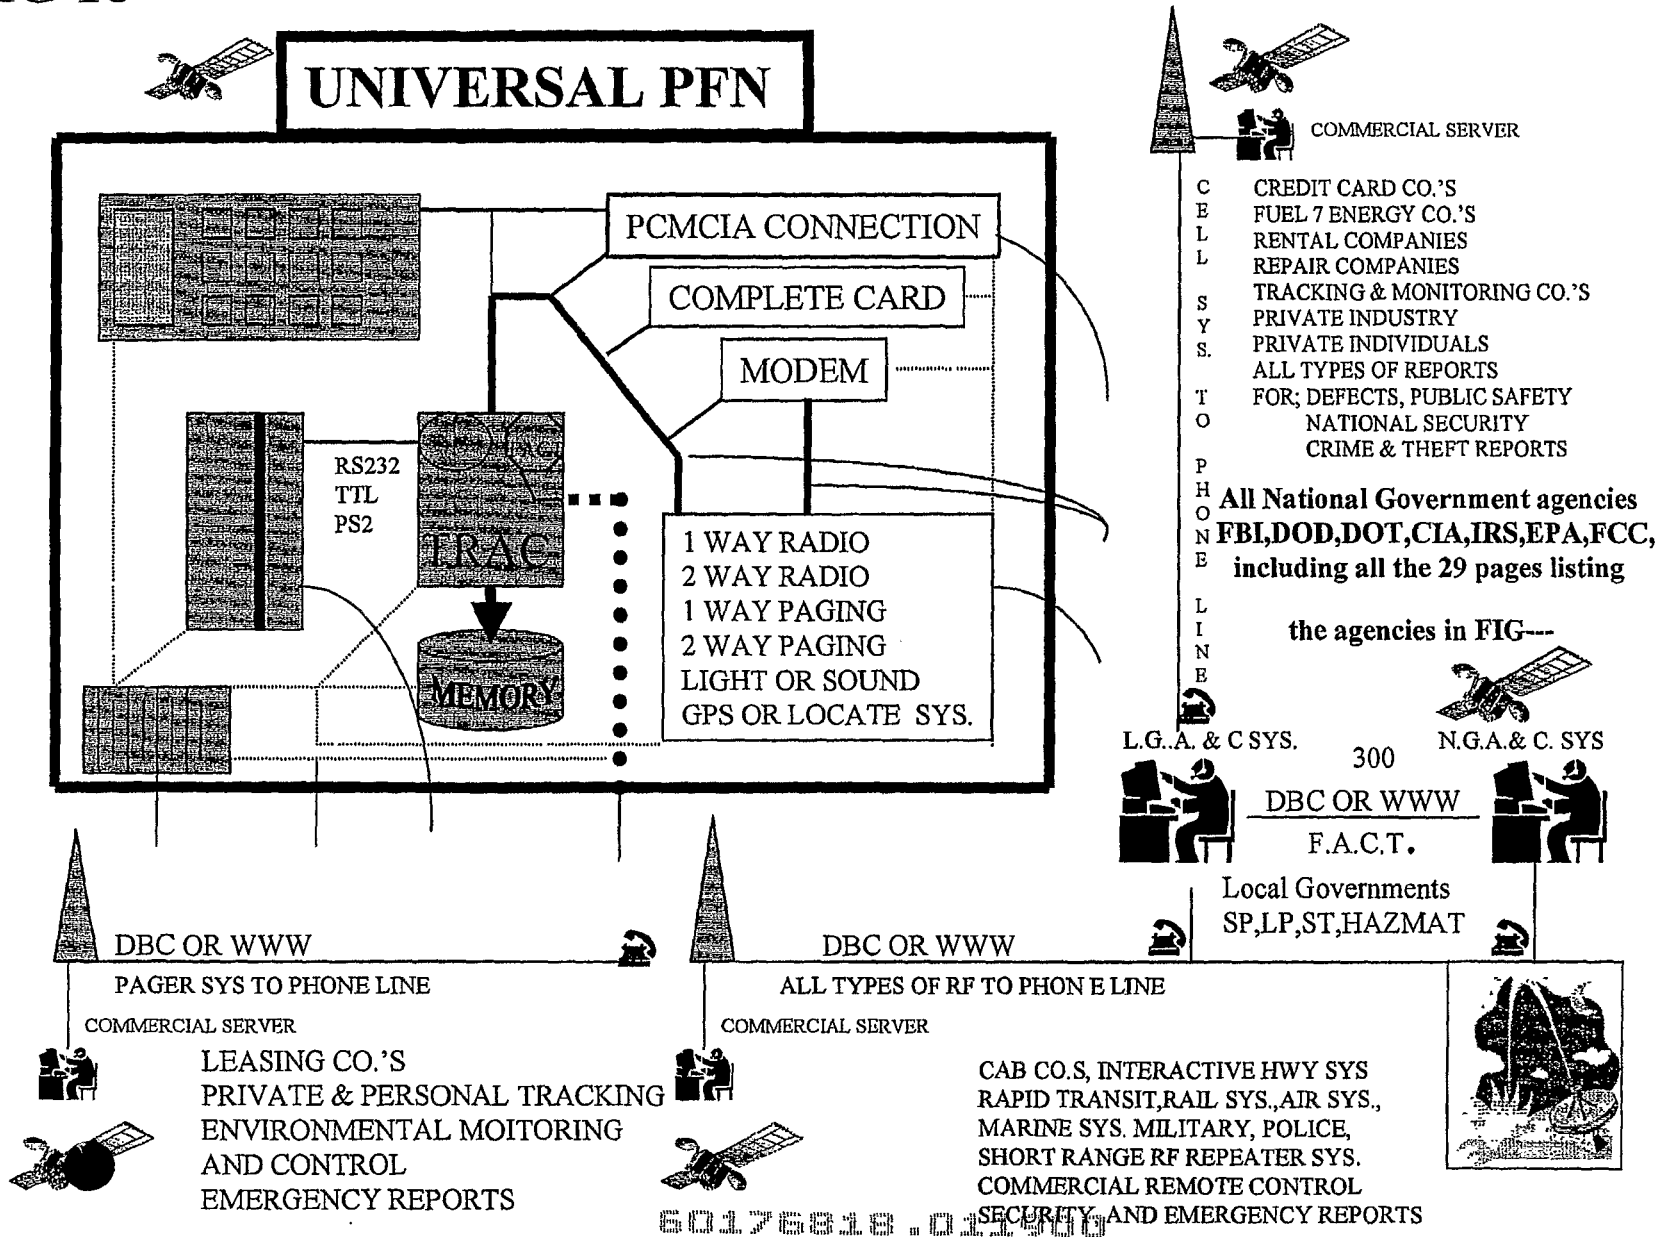 UNIVERSAL PFN
PCMCIA CONNECTION
COMPLETE CARD
MODEM
RS232
TTL
PS2
TRAC
MEMORY
1 WAY RADIO
2 WAY RADIO
1 WAY PAGING
2 WAY PAGING
LIGHT OR SOUND
GPS OR LOCATE SYS.
COMMERCIAL SERVER
CELL SYS. TO PHONE LINE
CREDIT CARD CO.'S
FUEL 7 ENERGY CO.'S
RENTAL COMPANIES
REPAIR COMPANIES
TRACKING & MONITORING CO.'S
PRIVATE INDUSTRY
PRIVATE INDIVIDUALS
ALL TYPES OF REPORTS
FOR; DEFECTS, PUBLIC SAFETY
NATIONAL SECURITY
CRIME & THEFT REPORTS
All National Government agencies
FBI,DOD,DOT,CIA,IRS,EPA,FCC,
including all the 29 pages listing
the agencies in FIG---
L.G..A. & C SYS.
N.G.A.& C. SYS
300
DBC OR WWW
F.A.C.T.
Local Governments
SP,LP,ST,HAZMAT
DBC OR WWW
PAGER SYS TO PHONE LINE
COMMERCIAL SERVER
LEASING CO.'S
PRIVATE & PERSONAL TRACKING
ENVIRONMENTAL MOITORING
AND CONTROL
EMERGENCY REPORTS
DBC OR WWW
ALL TYPES OF RF TO PHON E LINE
COMMERCIAL SERVER
CAB CO.S, INTERACTIVE HWY SYS
RAPID TRANSIT,RAIL SYS.,AIR SYS.,
MARINE SYS. MILITARY, POLICE,
SHORT RANGE RF REPEATER SYS.
COMMERCIAL REMOTE CONTROL
SECURITY, AND EMERGENCY REPORTS
60176818.011900